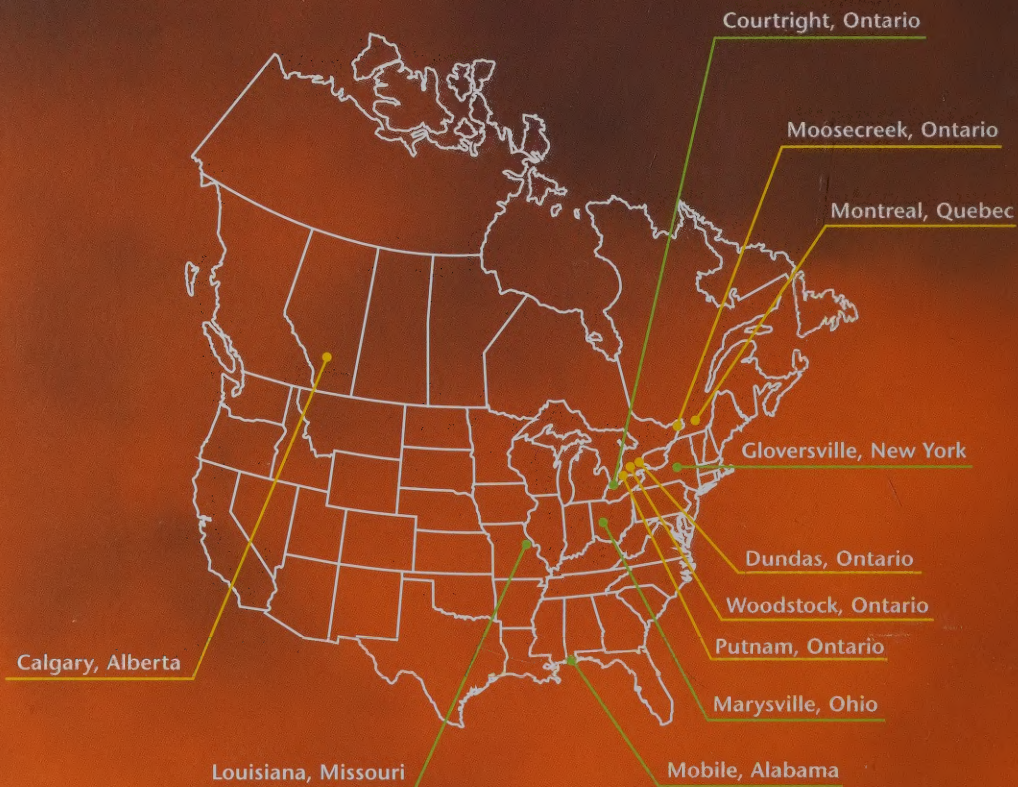 Courtright, Ontario
Moosecreek, Ontario
Montreal, Quebec
Gloversville, New York
Dundas, Ontario
Woodstock, Ontario
Putnam, Ontario
Calgary, Alberta
Marysville, Ohio
Louisiana, Missouri
Mobile, Alabama